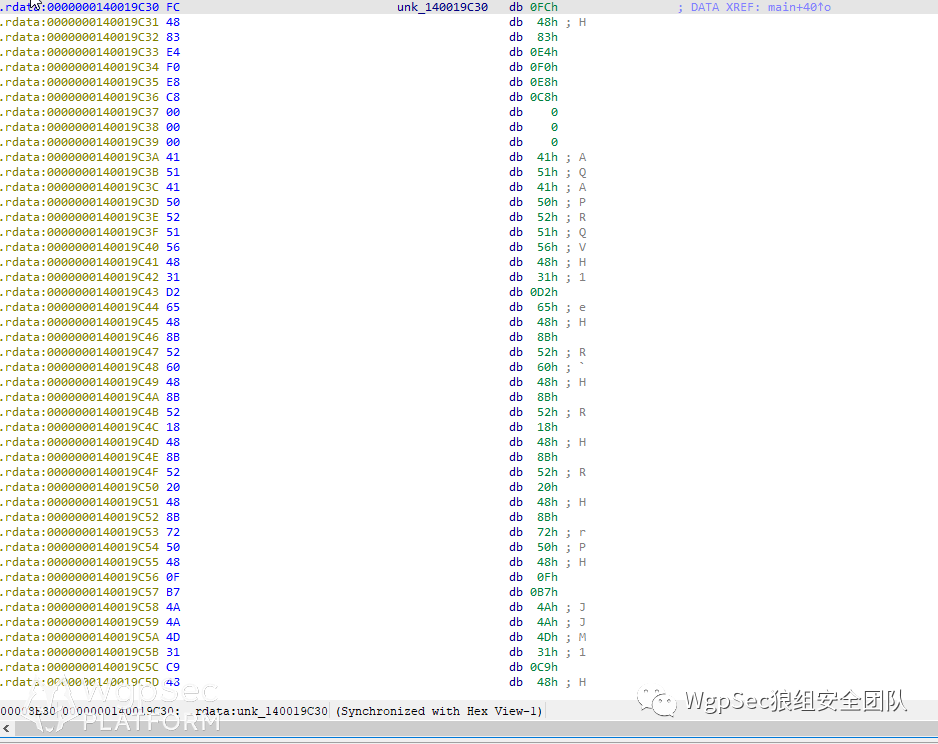 .rdata:0000000140019C30 FC unk_140019C30 db 0FCh ; DATA XREF: main+40↑o
.rdata:0000000140019C31 48 db 48h ; H
.rdata:0000000140019C32 83 db 83h
.rdata:0000000140019C33 E4 db 0E4h
.rdata:0000000140019C34 F0 db 0F0h
.rdata:0000000140019C35 E8 db 0E8h
.rdata:0000000140019C36 C8 db 0C8h
.rdata:0000000140019C37 00 db 0
.rdata:0000000140019C38 00 db 0
.rdata:0000000140019C39 00 db 0
.rdata:0000000140019C3A 41 db 41h ; A
.rdata:0000000140019C3B 51 db 51h ; Q
.rdata:0000000140019C3C 41 db 41h ; A
.rdata:0000000140019C3D 50 db 50h ; P
.rdata:0000000140019C3E 52 db 52h ; R
.rdata:0000000140019C3F 51 db 51h ; Q
.rdata:0000000140019C40 56 db 56h ; V
.rdata:0000000140019C41 48 db 48h ; H
.rdata:0000000140019C42 31 db 31h ; 1
.rdata:0000000140019C43 D2 db 0D2h
.rdata:0000000140019C44 65 db 65h ; e
.rdata:0000000140019C45 48 db 48h ; H
.rdata:0000000140019C46 8B db 8Bh
.rdata:0000000140019C47 52 db 52h ; R
.rdata:0000000140019C48 60 db 60h ; `
.rdata:0000000140019C49 48 db 48h ; H
.rdata:0000000140019C4A 8B db 8Bh
.rdata:0000000140019C4B 52 db 52h ; R
.rdata:0000000140019C4C 18 db 18h
.rdata:0000000140019C4D 48 db 48h ; H
.rdata:0000000140019C4E 8B db 8Bh
.rdata:0000000140019C4F 52 db 52h ; R
.rdata:0000000140019C50 20 db 20h
.rdata:0000000140019C51 48 db 48h ; H
.rdata:0000000140019C52 8B db 8Bh
.rdata:0000000140019C53 72 db 72h ; r
.rdata:0000000140019C54 50 db 50h ; P
.rdata:0000000140019C55 48 db 48h ; H
.rdata:0000000140019C56 0F db 0Fh
.rdata:0000000140019C57 B7 db 0B7h
.rdata:0000000140019C58 4A db 4Ah ; J
.rdata:0000000140019C59 4A db 4Ah ; J
.rdata:0000000140019C5A 4D db 4Dh ; M
.rdata:0000000140019C5B 31 db 31h ; 1
.rdata:0000000140019C5C C9 db 0C9h
.rdata:0000000140019C5D 48 db 48h ; H
WgpSec
PLATFORM
WgpSec狼组安全团队
00018E30 0000000140019C30: .rdata:unk_140019C30 (Synchronized with Hex View-1)